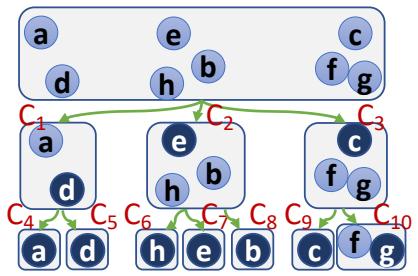 a e c
b f
d h g
C1 C2 C3
a e c
h b f g
d
C4 C5 C6 C7 C8 C9 C10
a d h e b c f g